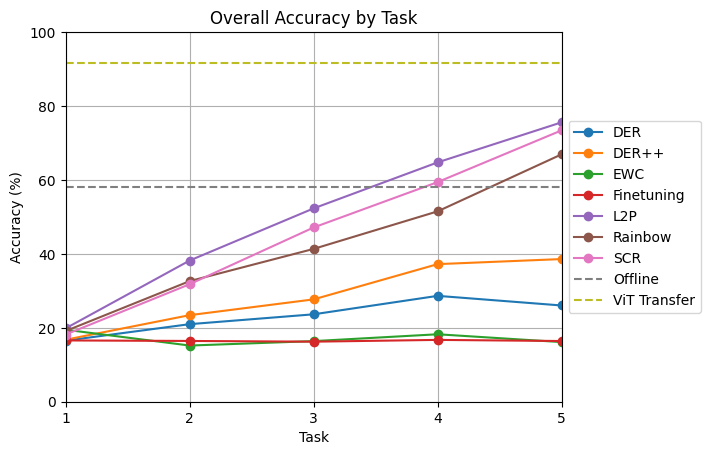 Overall Accuracy by Task
Accuracy (%)
100
80
60
40
20
0
1 2 3 4 5
Task
DER
DER++
EWC
Finetuning
L2P
Rainbow
SCR
Offline
ViT Transfer